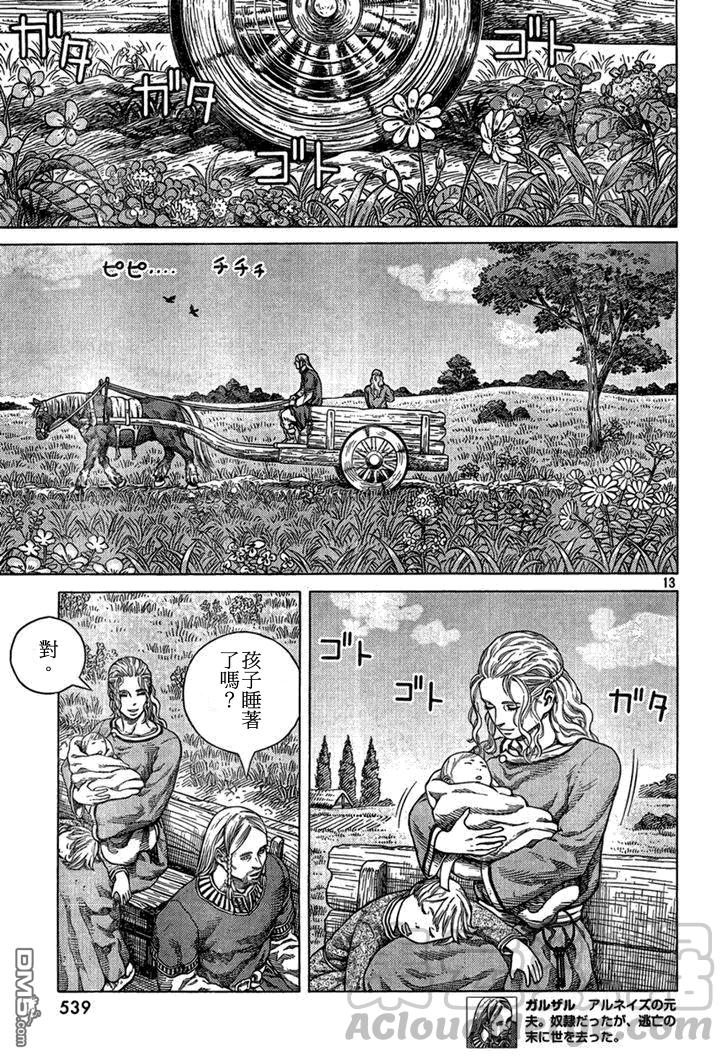 ガタ
ガタ
ゴト
ゴト
ピピ‥‥
チチチ
13
ゴト
ゴト
ガタ
孩子睡著
了嗎?
對。
539
ガルザル アルネイズの元
夫。奴隷だったが、逃亡の
末に世を去った。
DM5.com